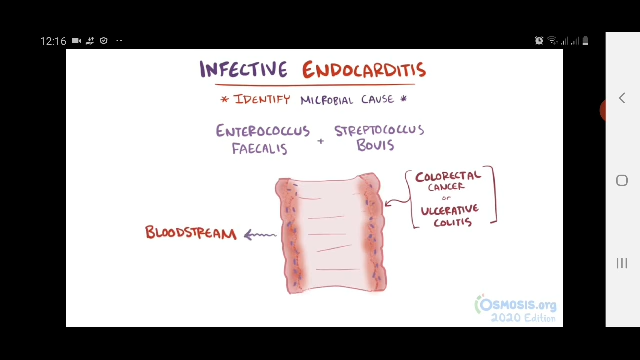 12:16
INFECTIVE ENDOCARDITIS
* IDENTIFY MICROBIAL CAUSE *
ENTEROCOCCUS FAECALIS + STREPTOCOCCUS BOVIS
COLORECTAL
CANCER
or
ULCERATIVE
COLITIS
BLOODSTREAM
OSMOSIS.org
2020 Edition